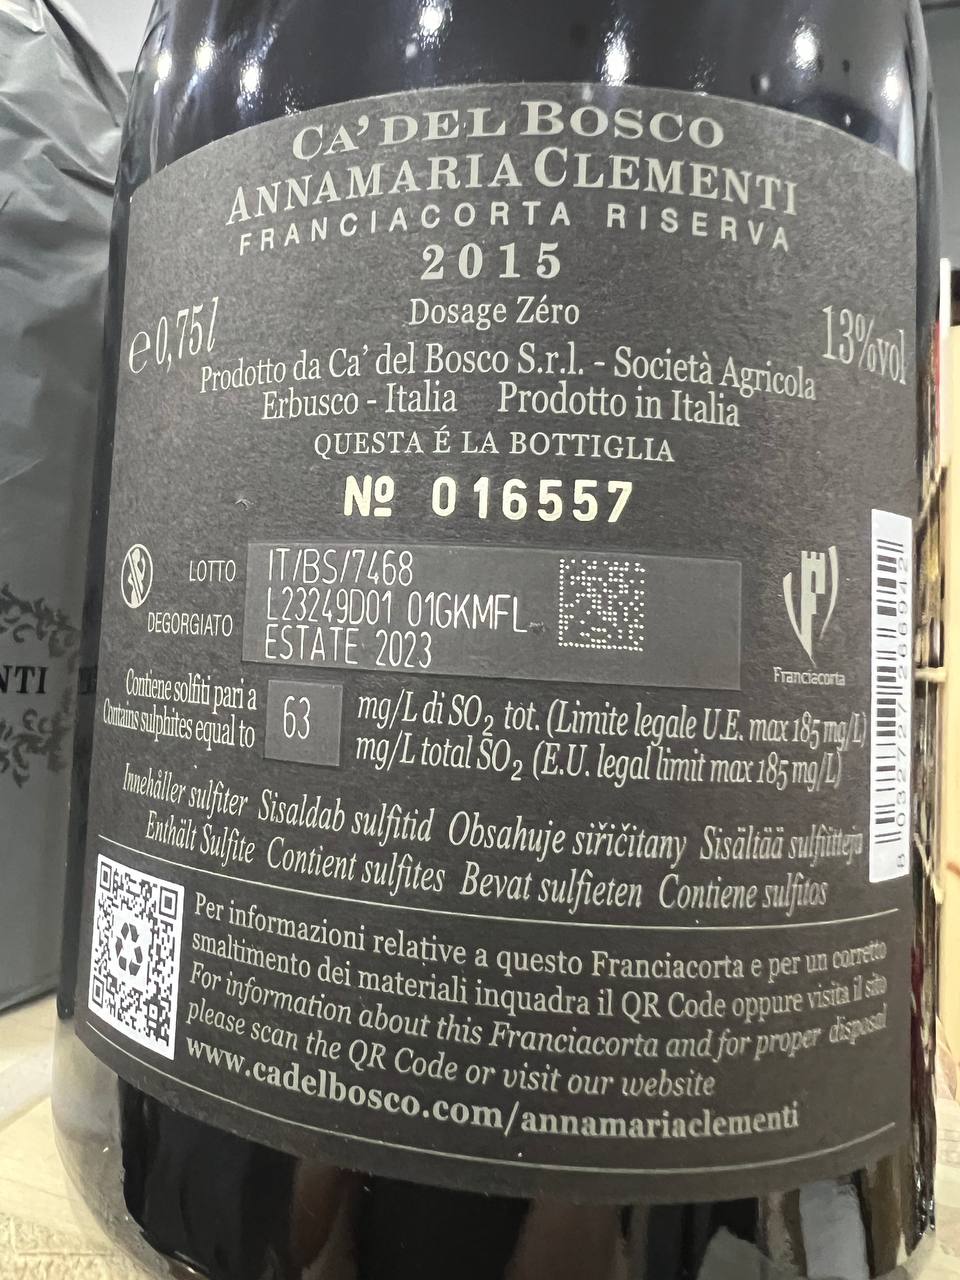 CA' DEL BOSCO
ANNAMARIA CLEMENTI
FRANCIACORTA RISERVA
2015
Dosage Zéro
e 0,75 l
13%vol
Prodotto da Ca' del Bosco S.r.l. - Società Agricola
Erbusco - Italia Prodotto in Italia
QUESTA É LA BOTTIGLIA
Nº 016557
LOTTO
IT/BS/7468
L23249D01 01GKMFL
DEGORGIATO
ESTATE 2023
Franciacorta
Contiene solfiti pari a
Contains sulphites equal to
63
mg/L di SO2 tot. (Limite legale U.E. max 185 mg/L)
mg/L total SO2 (E.U. legal limit max 185 mg/L)
Innehåller sulfiter Sisaldab sulfitid Obsahuje siřičitany Sisältää sulfiitteja
Enthält Sulfite Contient sulfites Bevat sulfieten Contiene sulfitos
8 032727 266942
Per informazioni relative a questo Franciacorta e per un corretto
smaltimento dei materiali inquadra il QR Code oppure visita il sito
For information about this Franciacorta and for proper disposal
please scan the QR Code or visit our website
www.cadelbosco.com/annamariaclementi
NTI